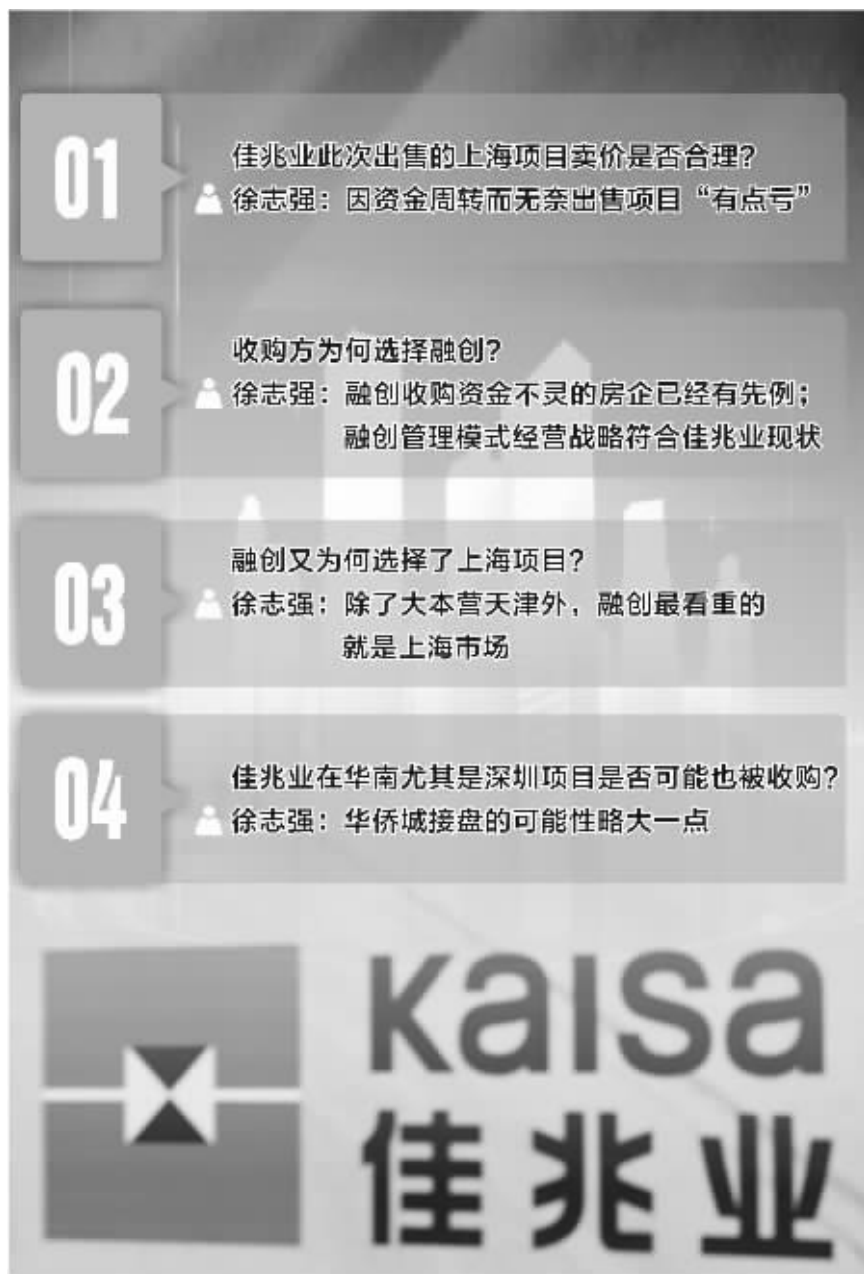 01
佳兆业此次出售的上海项目卖价是否合理?
徐志强：因资金周转而无奈出售项目“有点亏”
02
收购方为何选择融创?
徐志强：融创收购资金不灵的房企已经有先例；
融创管理模式经营战略符合佳兆业现状
03
融创又为何选择了上海项目?
徐志强：除了大本营天津外，融创最看重的
就是上海市场
04
佳兆业在华南尤其是深圳项目是否可能也被收购?
徐志强：华侨城接盘的可能性略大一点
Kaisa
佳兆业